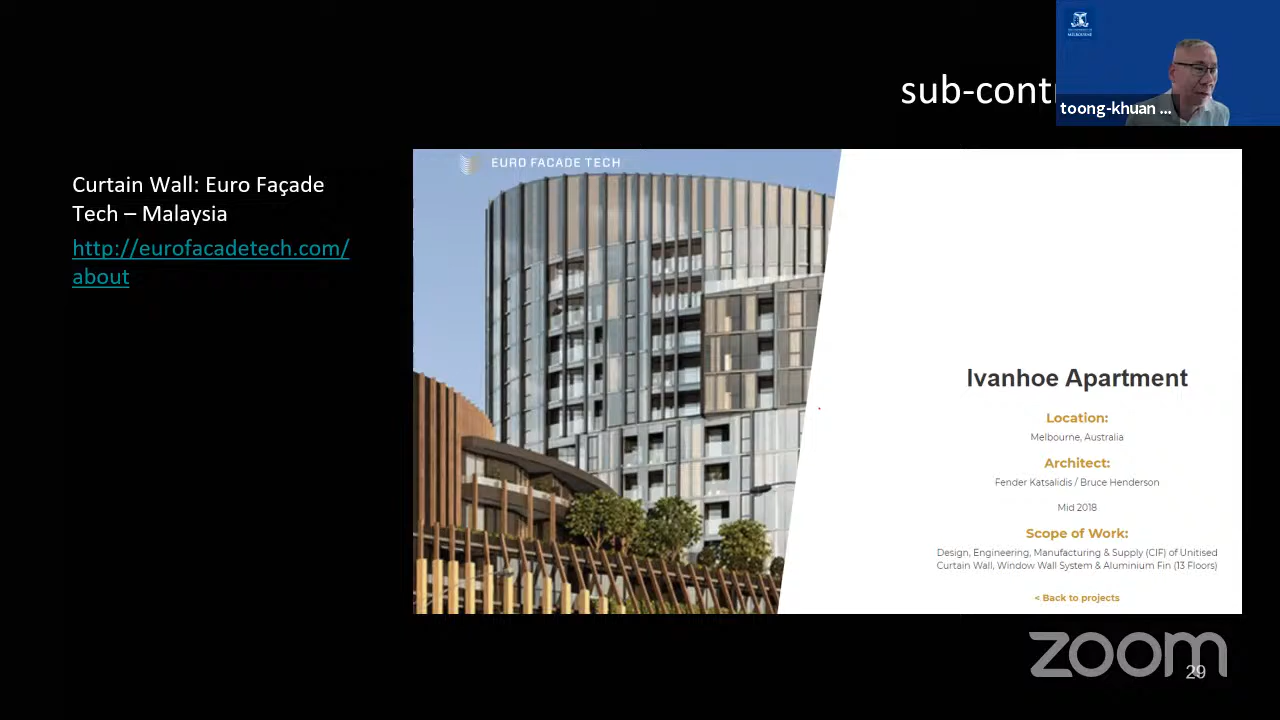 MELBOURNE
sub-cont
toong-khuan ...
Curtain Wall: Euro Façade
Tech – Malaysia
http://eurofacadetech.com/
about
EURO FACADE TECH
Ivanhoe Apartment
Location:
Melbourne, Australia
Architect:
Fender Katsalidis / Bruce Henderson
Mid 2018
Scope of Work:
Design, Engineering, Manufacturing & Supply (CIF) of Unitised
Curtain Wall, Window Wall System & Aluminium Fin (13 Floors)
< Back to projects
zoom
29